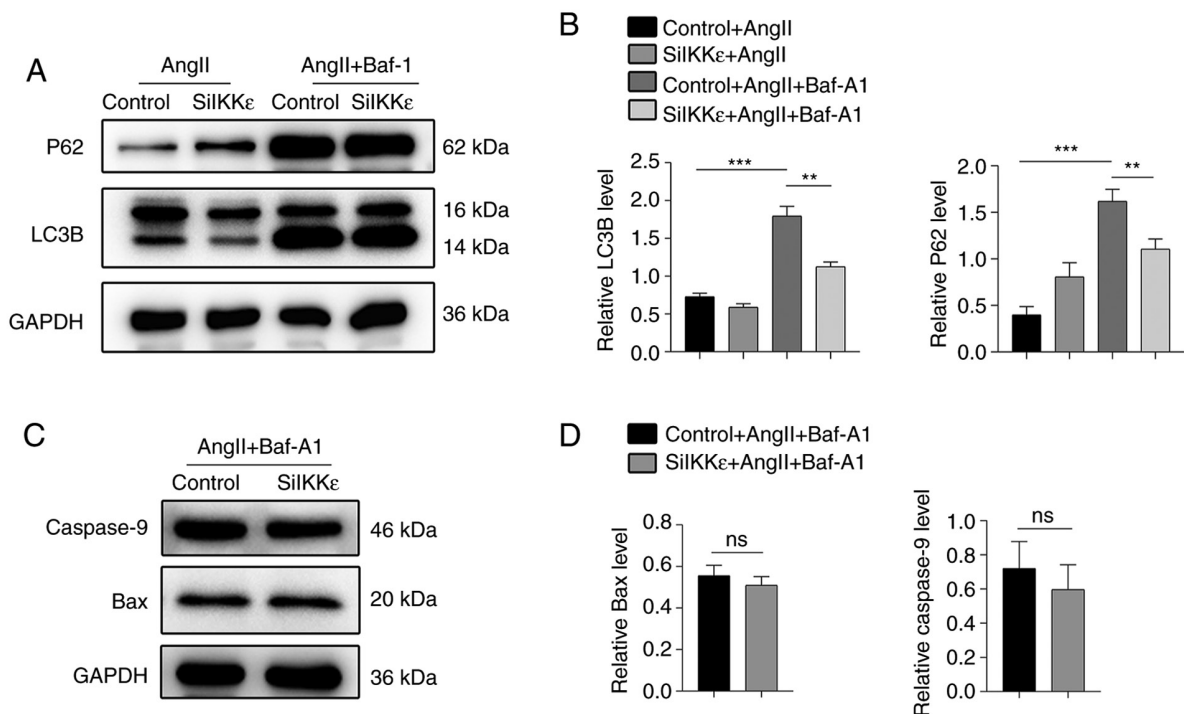 A
AngII
AngII+Baf-1
Control
SiIKKε
Control
SiIKKε
P62
62 kDa
LC3B
16 kDa
14 kDa
GAPDH
36 kDa
B
Control+AngII
SiIKKε+AngII
Control+AngII+Baf-A1
SiIKKε+AngII+Baf-A1
Relative LC3B level
2.5
2.0
1.5
1.0
0.5
0.0
***
**
Relative P62 level
2.0
1.5
1.0
0.5
0.0
***
**
C
AngII+Baf-A1
Control
SiIKKε
Caspase-9
46 kDa
Bax
20 kDa
GAPDH
36 kDa
D
Control+AngII+Baf-A1
SiIKKε+AngII+Baf-A1
Relative Bax level
0.8
0.6
0.4
0.2
0.0
ns
Relative caspase-9 level
1.0
0.8
0.6
0.4
0.2
0.0
ns